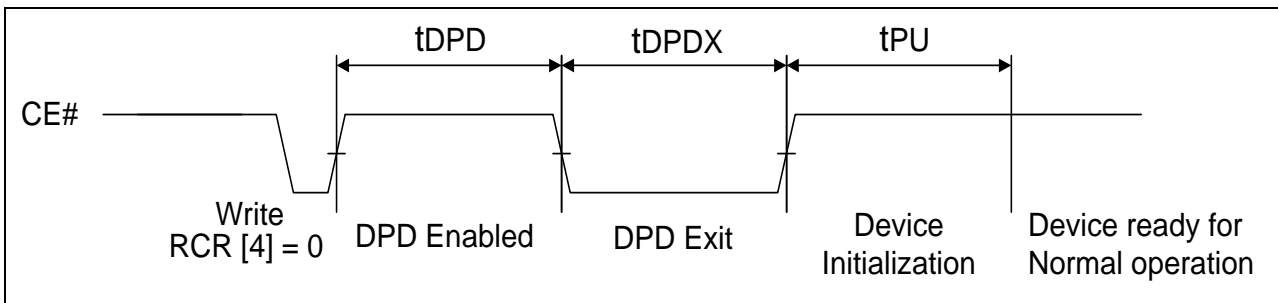 tDPD
tDPDX
tPU
CE#
Write
RCR [4] = 0
DPD Enabled
DPD Exit
Device
Initialization
Device ready for
Normal operation